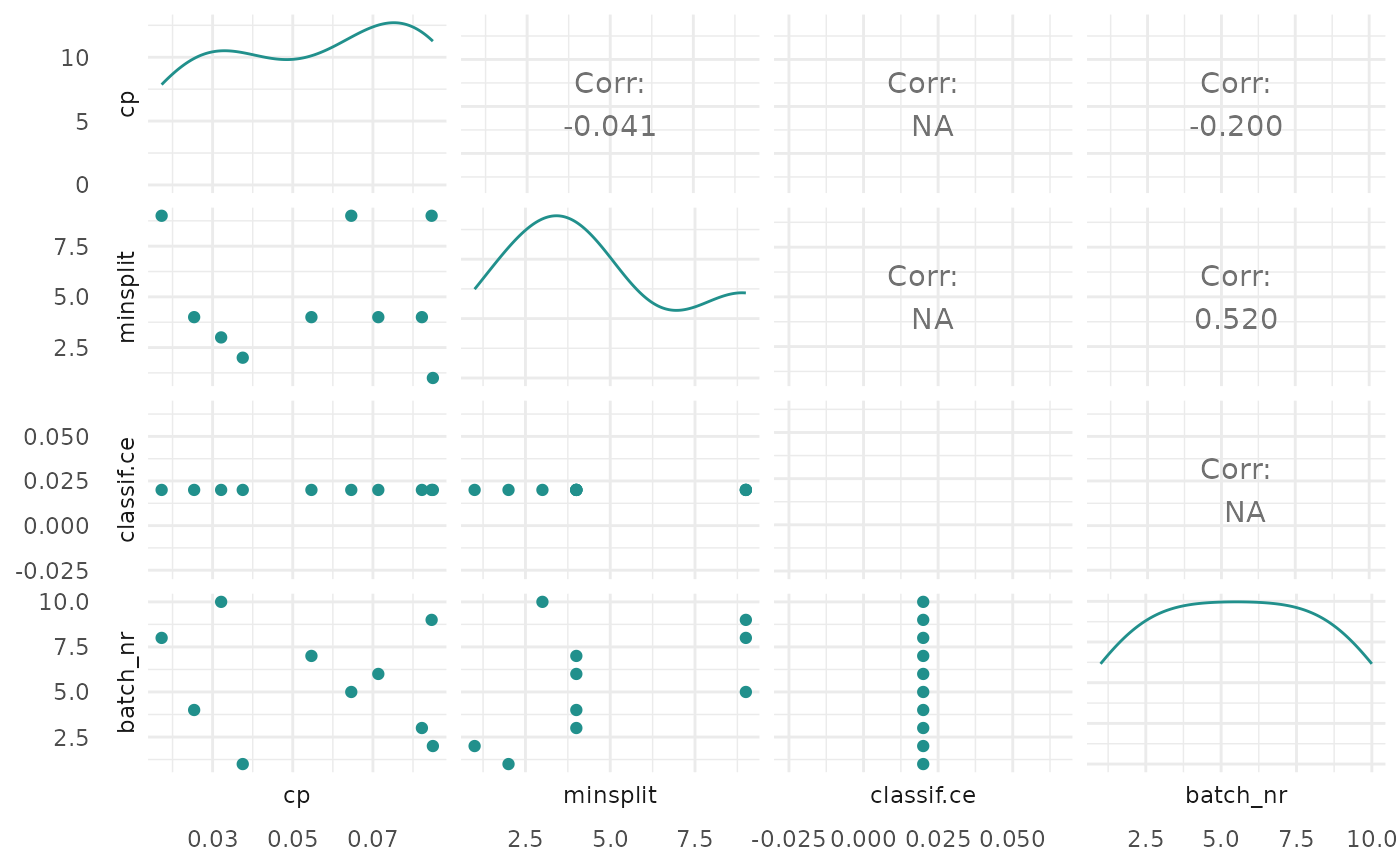 10
5
0
cp
Corr:
-0.041
Corr:
NA
Corr:
-0.200
7.5
5.0
2.5
minsplit
Corr:
NA
Corr:
0.520
0.050
0.025
0.000
-0.025
classif.ce
Corr:
NA
10.0
7.5
5.0
2.5
batch_nr
cp minsplit classif.ce batch_nr
0.03 0.05 0.07 2.5 5.0 7.5 -0.025 0.000 0.025 0.050 2.5 5.0 7.5 10.0